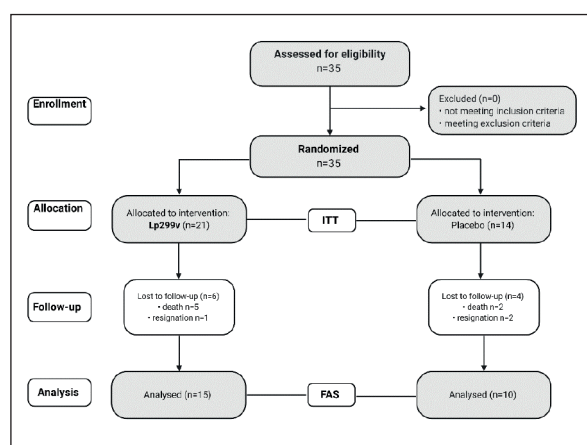 Assessed for eligibility
n=35
Enrollment
Excluded (n=0)
• not meeting inclusion criteria
• meeting exclusion criteria
Randomized
n=35
Allocation
Allocated to intervention:
Lp299v (n=21)
ITT
Allocated to intervention:
Placebo (n=14)
Follow-up
Lost to follow-up (n=6)
• death n=5
• resignation n=1
Lost to follow-up (n=4)
• death n=2
• resignation n=2
Analysis
Analysed (n=15)
FAS
Analysed (n=10)